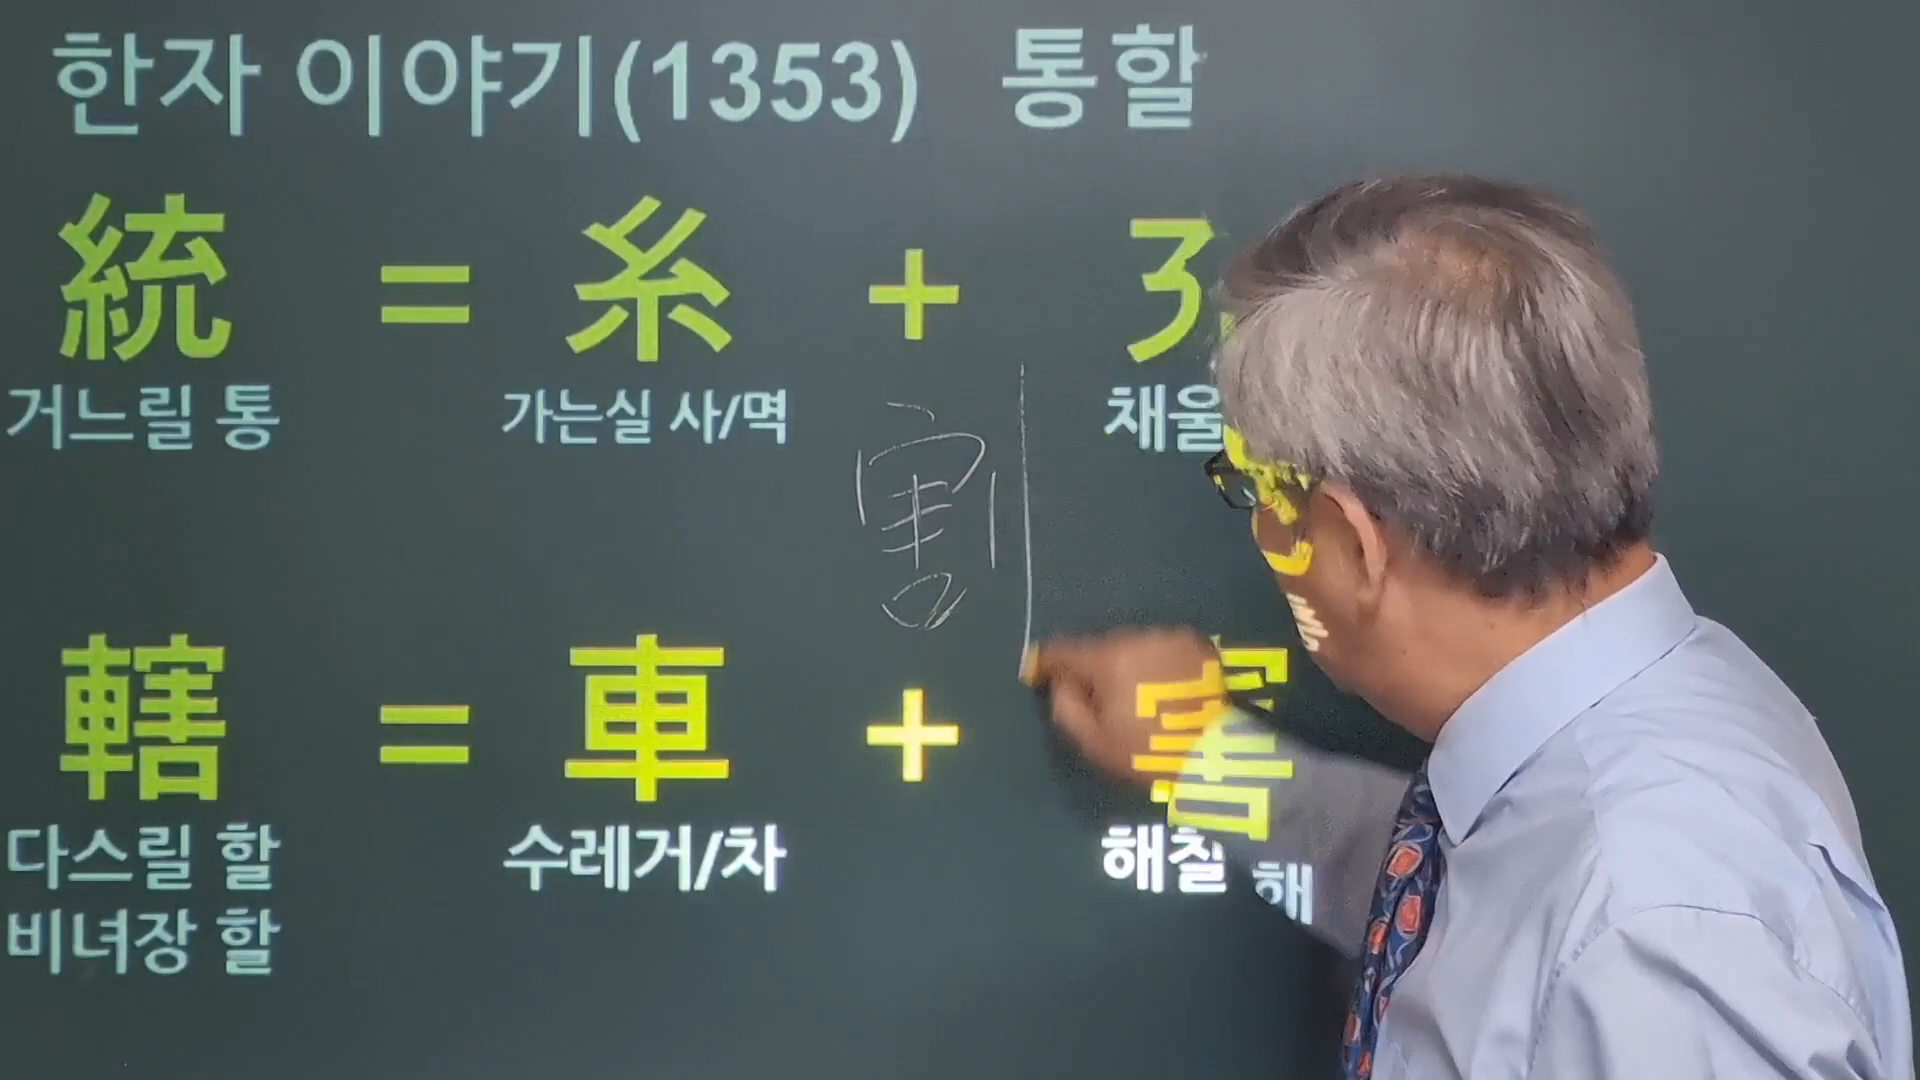 한자 이야기(1353) 통할
統 = 糸 + 充
거느릴 통 가는실 사/멱 채울
割
轄 = 車 + 害
다스릴 할 수레거/차 해칠 해
비녀장 할